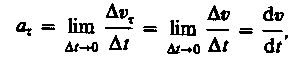 a_τ = lim_{Δt→0} Δv_τ/Δt = lim_{Δt→0} Δv/Δt = dv/dt,